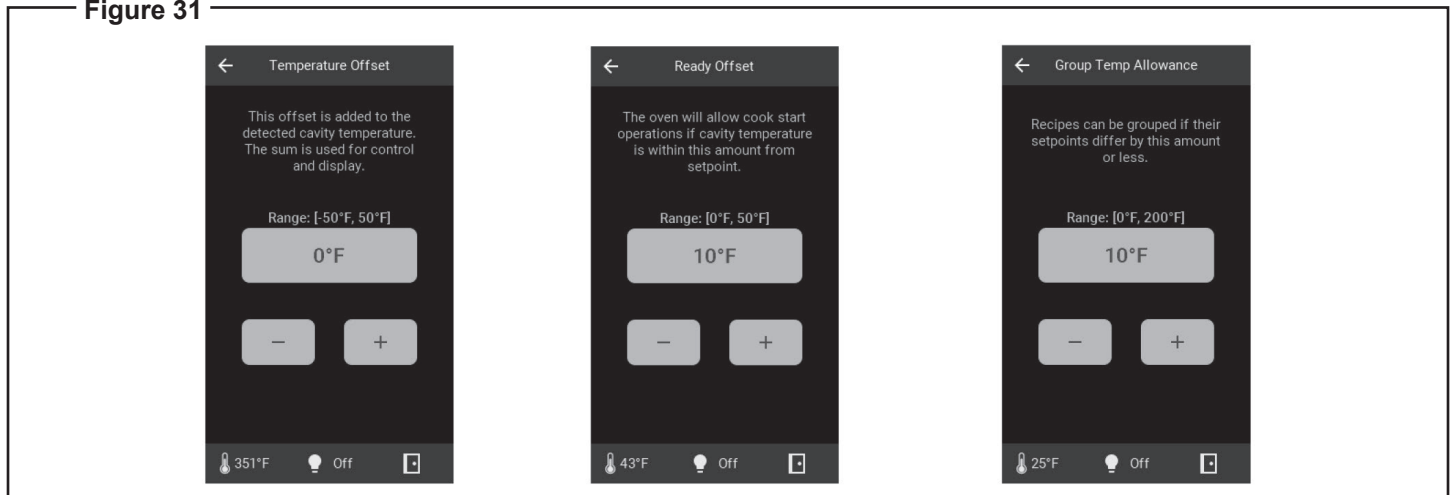 Figure 31
Temperature Offset
This offset is added to the
detected cavity temperature.
The sum is used for control
and display.
Range: [-50°F, 50°F]
0°F
− +
351°F Off
Ready Offset
The oven will allow cook start
operations if cavity temperature
is within this amount from
setpoint.
Range: [0°F, 50°F]
10°F
− +
43°F Off
Group Temp Allowance
Recipes can be grouped if their
setpoints differ by this amount
or less.
Range: [0°F, 200°F]
10°F
− +
25°F Off